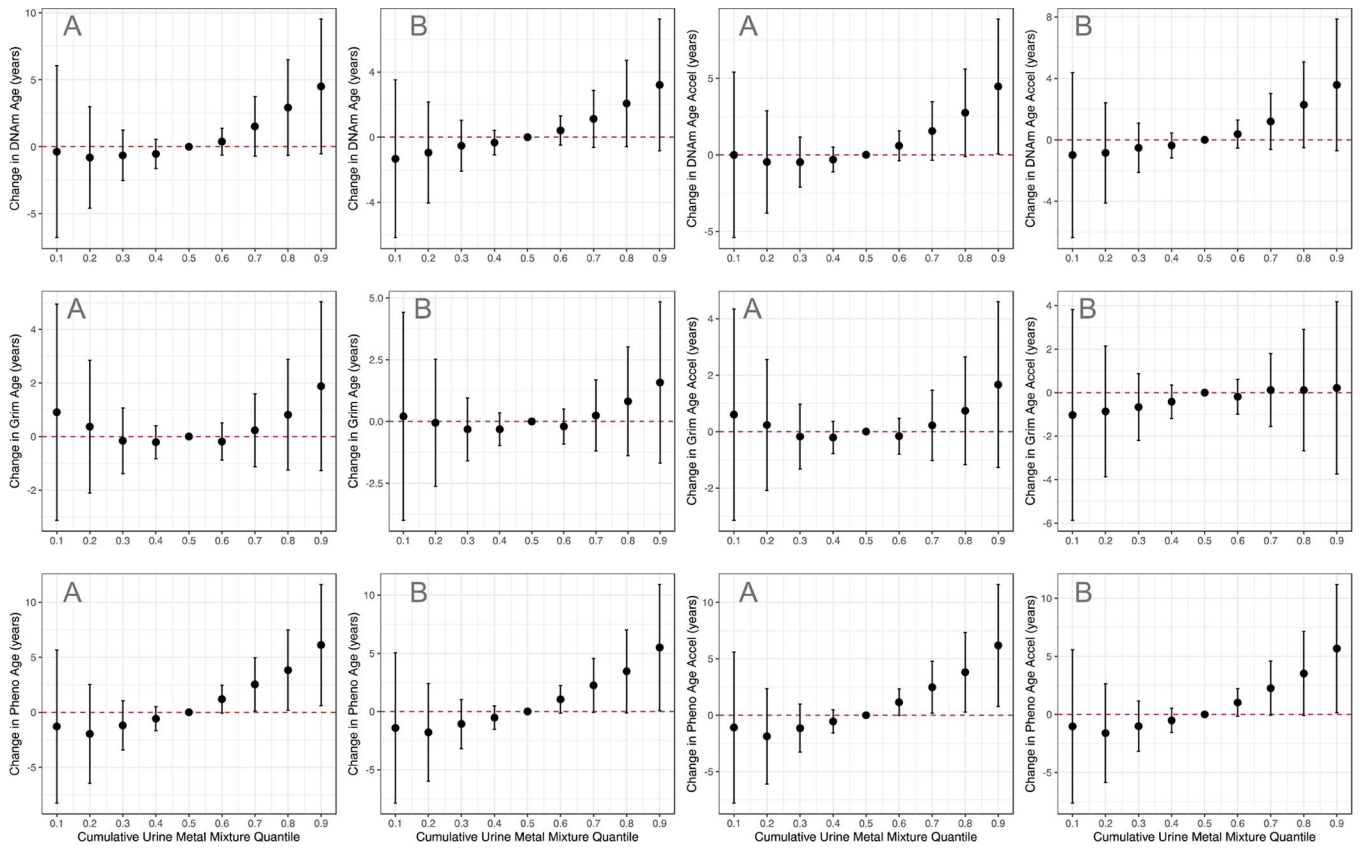 A
Change in DNAm Age (years)
10
5
0
-5
0.1 0.2 0.3 0.4 0.5 0.6 0.7 0.8 0.9
B
Change in DNAm Age (years)
4
0
-4
0.1 0.2 0.3 0.4 0.5 0.6 0.7 0.8 0.9
A
Change in DNAm Age Accel (years)
5
0
-5
0.1 0.2 0.3 0.4 0.5 0.6 0.7 0.8 0.9
B
Change in DNAm Age Accel (years)
8
4
0
-4
0.1 0.2 0.3 0.4 0.5 0.6 0.7 0.8 0.9
A
Change in Grim Age (years)
4
2
0
-2
0.1 0.2 0.3 0.4 0.5 0.6 0.7 0.8 0.9
B
Change in Grim Age (years)
5.0
2.5
0.0
-2.5
0.1 0.2 0.3 0.4 0.5 0.6 0.7 0.8 0.9
A
Change in Grim Age Accel (years)
4
2
0
-2
0.1 0.2 0.3 0.4 0.5 0.6 0.7 0.8 0.9
B
Change in Grim Age Accel (years)
4
2
0
-2
-4
-6
0.1 0.2 0.3 0.4 0.5 0.6 0.7 0.8 0.9
A
Change in Pheno Age (years)
10
5
0
-5
0.1 0.2 0.3 0.4 0.5 0.6 0.7 0.8 0.9
Cumulative Urine Metal Mixture Quantile
B
Change in Pheno Age (years)
10
5
0
-5
0.1 0.2 0.3 0.4 0.5 0.6 0.7 0.8 0.9
Cumulative Urine Metal Mixture Quantile
A
Change in Pheno Age Accel (years)
10
5
0
-5
0.1 0.2 0.3 0.4 0.5 0.6 0.7 0.8 0.9
Cumulative Urine Metal Mixture Quantile
B
Change in Pheno Age Accel (years)
10
5
0
-5
0.1 0.2 0.3 0.4 0.5 0.6 0.7 0.8 0.9
Cumulative Urine Metal Mixture Quantile